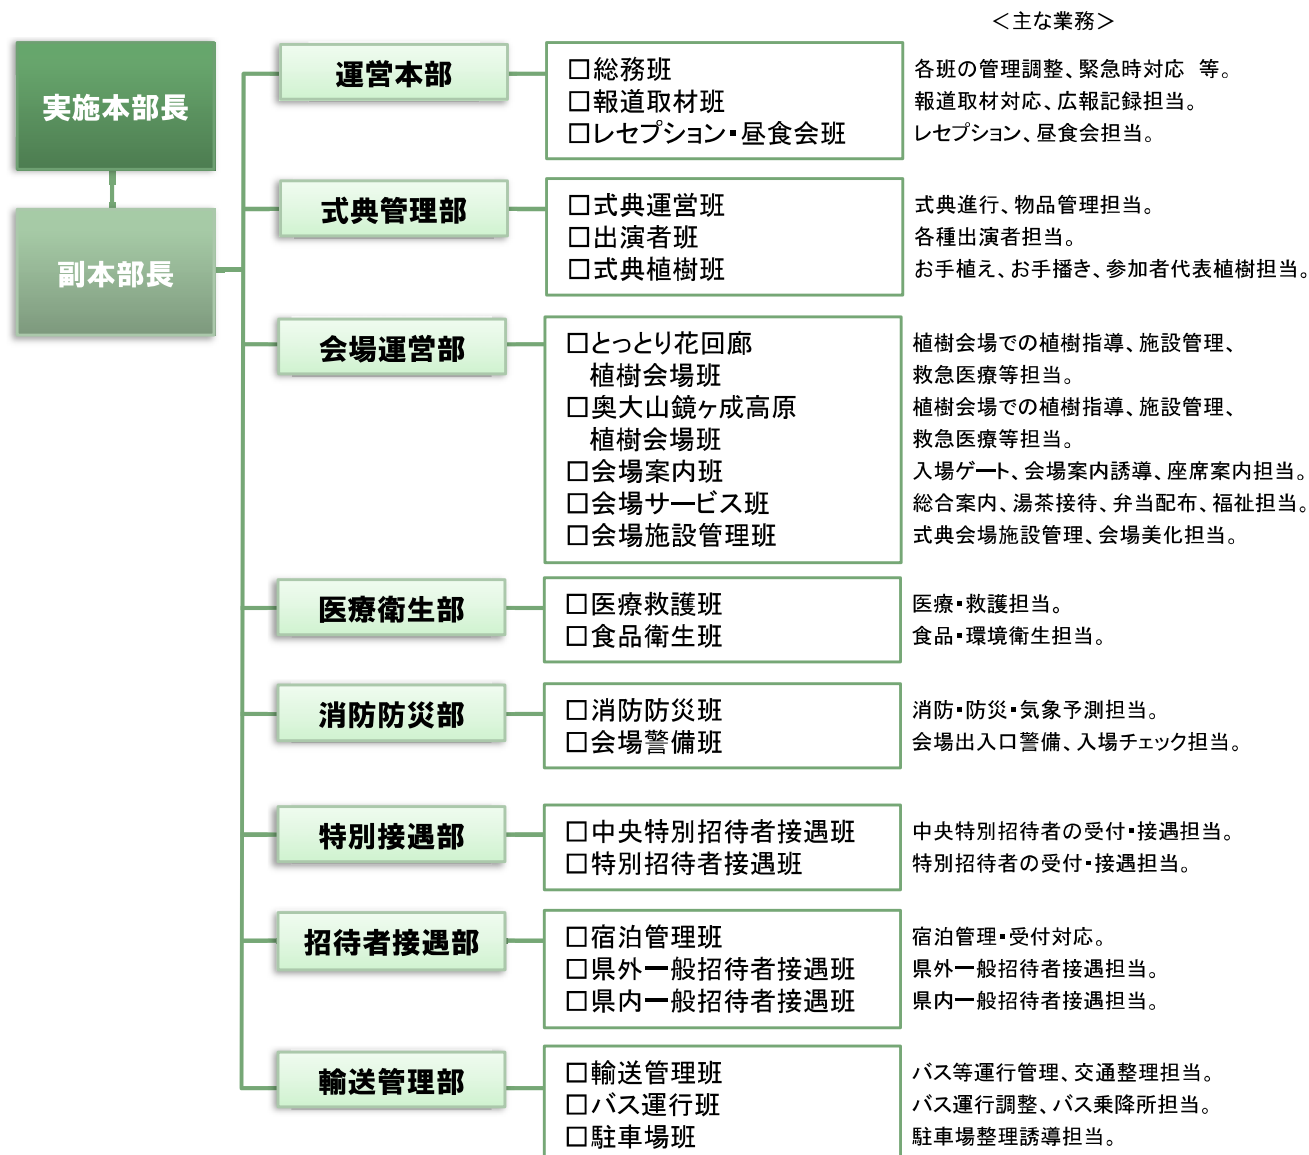 ＜主な業務＞
実施本部長
副本部長
運営本部
□総務班
各班の管理調整、緊急時対応 等。
□報道取材班
報道取材対応、広報記録担当。
□レセプション・昼食会班
レセプション、昼食会担当。
式典管理部
□式典運営班
式典進行、物品管理担当。
□出演者班
各種出演者担当。
□式典植樹班
お手植え、お手播き、参加者代表植樹担当。
会場運営部
□とっとり花回廊
植樹会場班
植樹会場での植樹指導、施設管理、
救急医療等担当。
□奥大山鏡ヶ成高原
植樹会場班
植樹会場での植樹指導、施設管理、
救急医療等担当。
□会場案内班
入場ゲート、会場案内誘導、座席案内担当。
□会場サービス班
総合案内、湯茶接待、弁当配布、福祉担当。
□会場施設管理班
式典会場施設管理、会場美化担当。
医療衛生部
□医療救護班
医療・救護担当。
□食品衛生班
食品・環境衛生担当。
消防防災部
□消防防災班
消防・防災・気象予測担当。
□会場警備班
会場出入口警備、入場チェック担当。
特別接遇部
□中央特別招待者接遇班
中央特別招待者の受付・接遇担当。
□特別招待者接遇班
特別招待者の受付・接遇担当。
招待者接遇部
□宿泊管理班
宿泊管理・受付対応。
□県外一般招待者接遇班
県外一般招待者接遇担当。
□県内一般招待者接遇班
県内一般招待者接遇担当。
輸送管理部
□輸送管理班
バス等運行管理、交通整理担当。
□バス運行班
バス運行調整、バス乗降所担当。
□駐車場班
駐車場整理誘導担当。